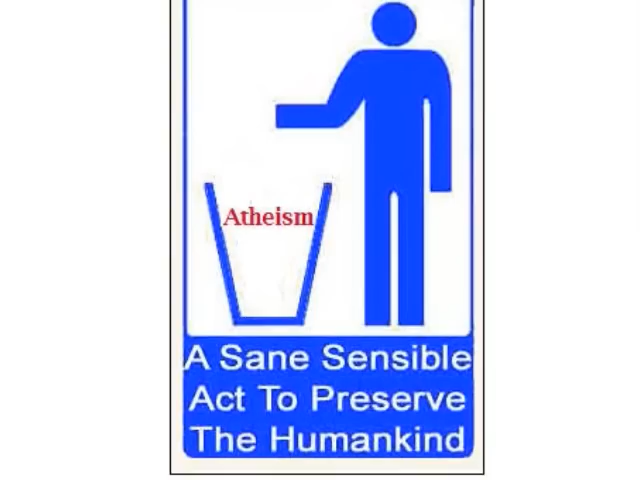 Atheism
A Sane Sensible
Act To Preserve
The Humankind